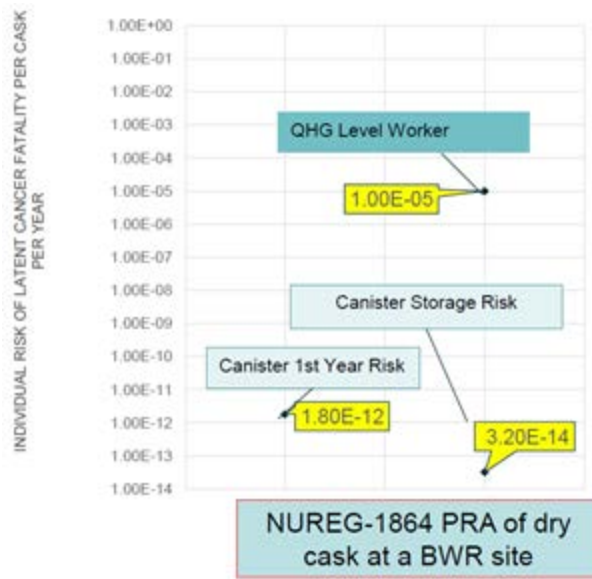 INDIVIDUAL RISK OF LATENT CANCER FATALITY PER CASK
PER YEAR
1.00E+00
1.00E-01
1.00E-02
1.00E-03
1.00E-04
1.00E-05
1.00E-06
1.00E-07
1.00E-08
1.00E-09
1.00E-10
1.00E-11
1.00E-12
1.00E-13
1.00E-14
QHG Level Worker
1.00E-05
Canister Storage Risk
Canister 1st Year Risk
1.80E-12
3.20E-14
NUREG-1864 PRA of dry
cask at a BWR site